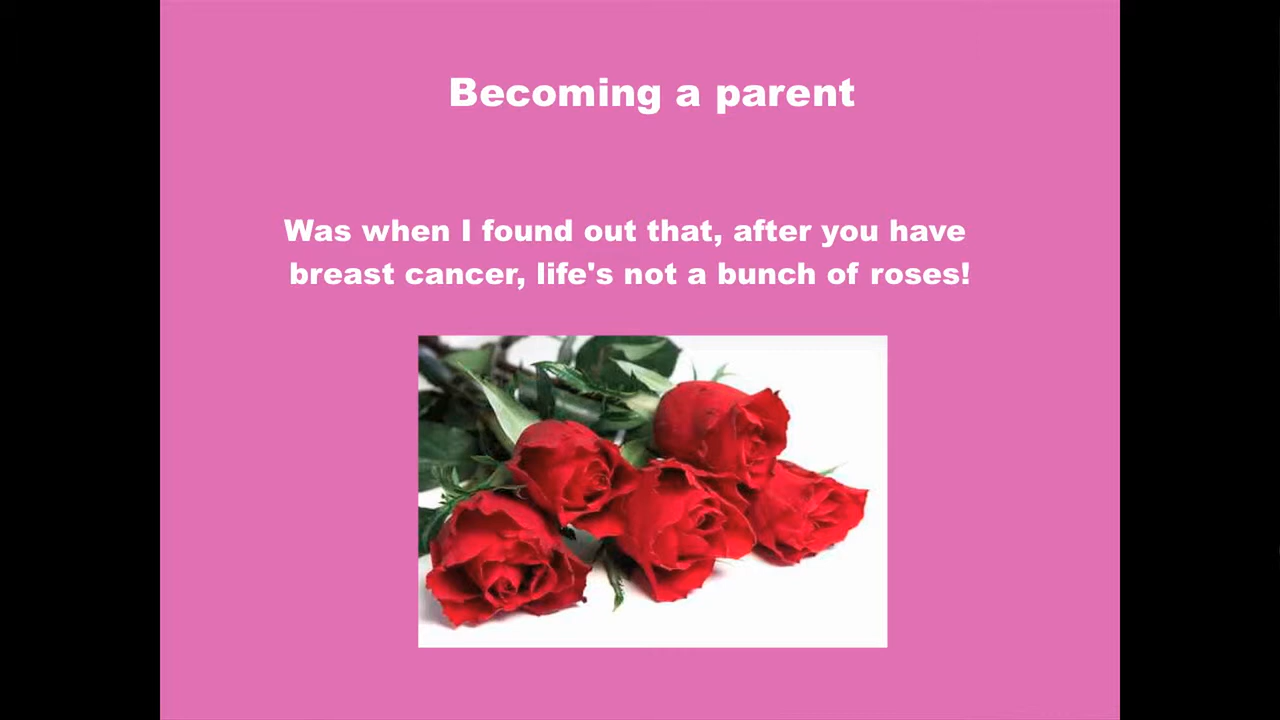 Becoming a parent
Was when I found out that, after you have
breast cancer, life's not a bunch of roses!